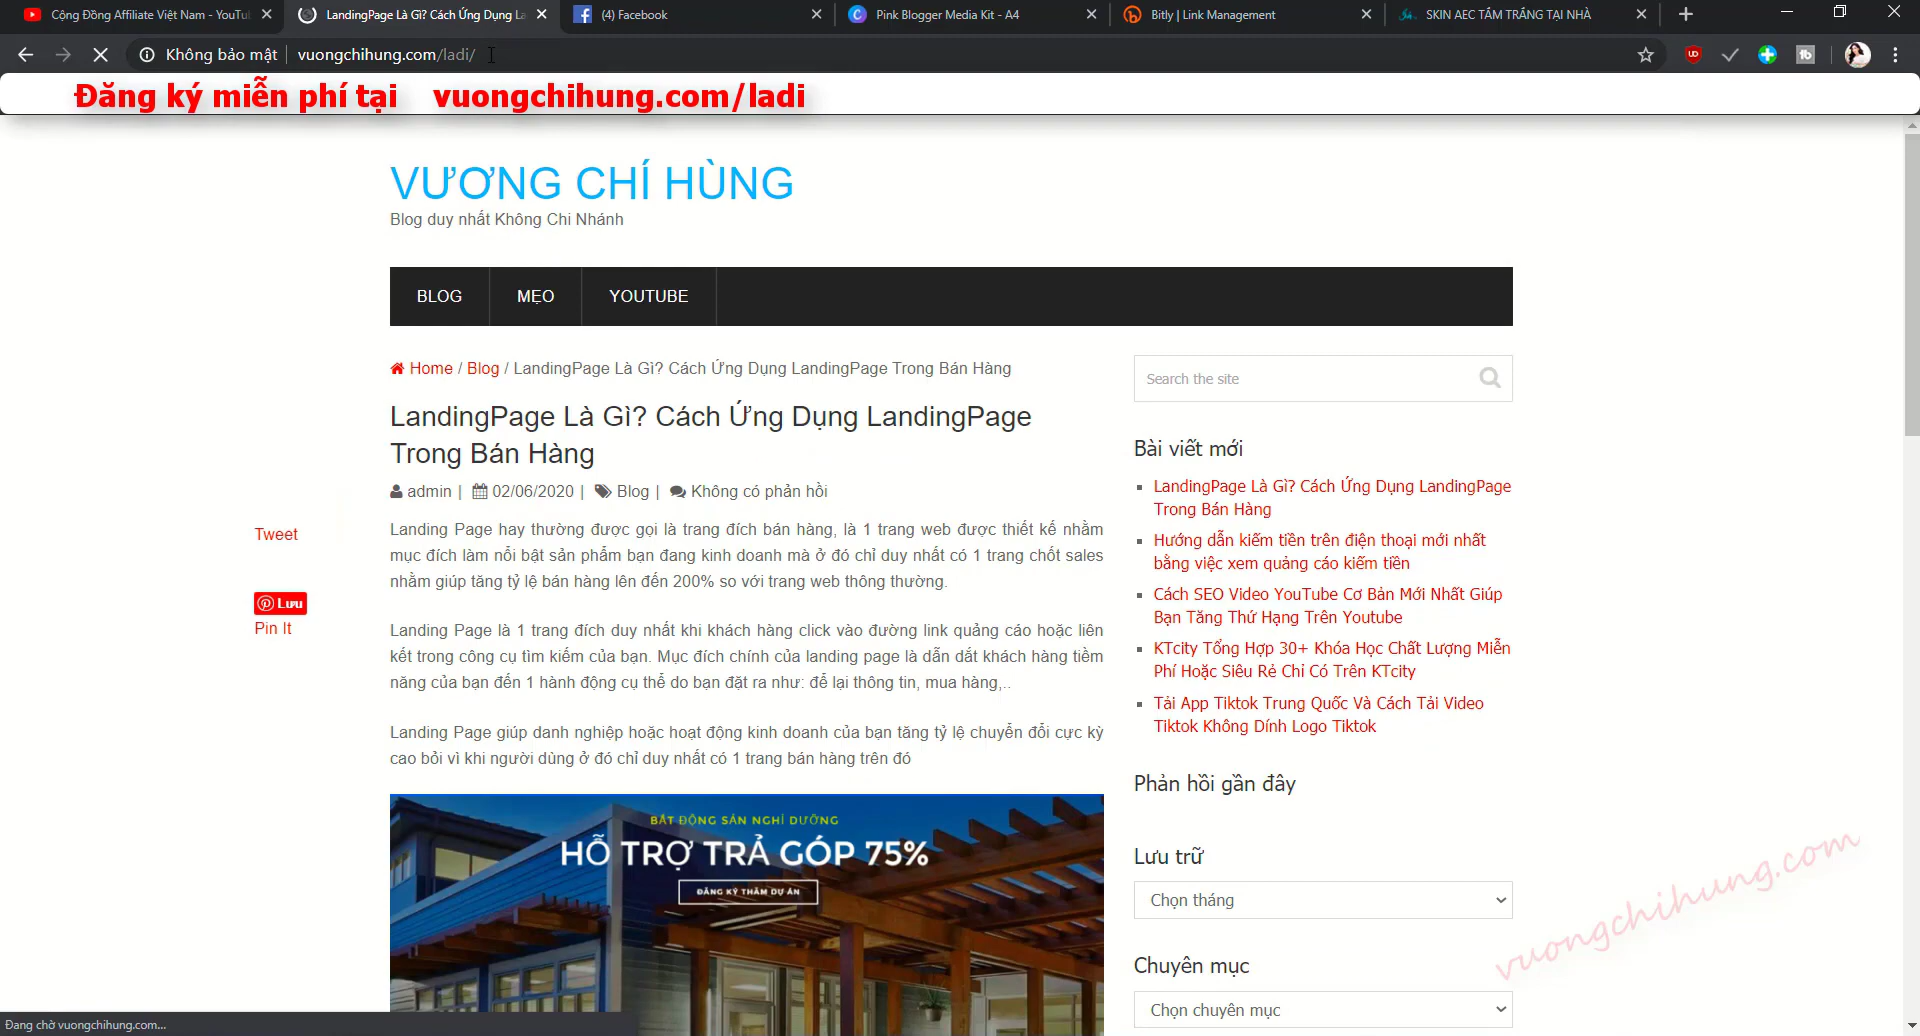 Cộng Đồng Affiliate Việt Nam - YouTu
LandingPage Là Gì? Cách Ứng Dụng La
(4) Facebook
Pink Blogger Media Kit - A4
Bitly | Link Management
SKIN AEC TẮM TRẮNG TẠI NHÀ
Không bảo mật
vuongchihung.com/ladi/
Đăng ký miễn phí tại vuongchihung.com/ladi
VƯƠNG CHÍ HÙNG
Blog duy nhất Không Chi Nhánh
BLOG
MẸO
YOUTUBE
Home / Blog / LandingPage Là Gì? Cách Ứng Dụng LandingPage Trong Bán Hàng
LandingPage Là Gì? Cách Ứng Dụng LandingPage
Trong Bán Hàng
admin | 02/06/2020 | Blog | Không có phản hồi
Tweet
Lưu
Pin It
Landing Page hay thường được gọi là trang đích bán hàng, là 1 trang web được thiết kế nhằm
mục đích làm nổi bật sản phẩm bạn đang kinh doanh mà ở đó chỉ duy nhất có 1 trang chốt sales
nhằm giúp tăng tỷ lệ bán hàng lên đến 200% so với trang web thông thường.
Landing Page là 1 trang đích duy nhất khi khách hàng click vào đường link quảng cáo hoặc liên
kết trong công cụ tìm kiếm của bạn. Mục đích chính của landing page là dẫn dắt khách hàng tiềm
năng của bạn đến 1 hành động cụ thể do bạn đặt ra như: để lại thông tin, mua hàng,..
Landing Page giúp danh nghiệp hoặc hoạt động kinh doanh của bạn tăng tỷ lệ chuyển đổi cực kỳ
cao bởi vì khi người dùng ở đó chỉ duy nhất có 1 trang bán hàng trên đó
BẤT ĐỘNG SẢN NGHỈ DƯỠNG
HỖ TRỢ TRẢ GÓP 75%
ĐĂNG KÝ THĂM DỰ ÁN
Search the site
Bài viết mới
LandingPage Là Gì? Cách Ứng Dụng LandingPage
Trong Bán Hàng
Hướng dẫn kiếm tiền trên điện thoại mới nhất
bằng việc xem quảng cáo kiếm tiền
Cách SEO Video YouTube Cơ Bản Mới Nhất Giúp
Bạn Tăng Thứ Hạng Trên Youtube
KTcity Tổng Hợp 30+ Khóa Học Chất Lượng Miễn
Phí Hoặc Siêu Rẻ Chỉ Có Trên KTcity
Tải App Tiktok Trung Quốc Và Cách Tải Video
Tiktok Không Dính Logo Tiktok
Phản hồi gần đây
Lưu trữ
Chọn tháng
Chuyên mục
Chọn chuyên mục
vuongchihung.com
Đang chờ vuongchihung.com...